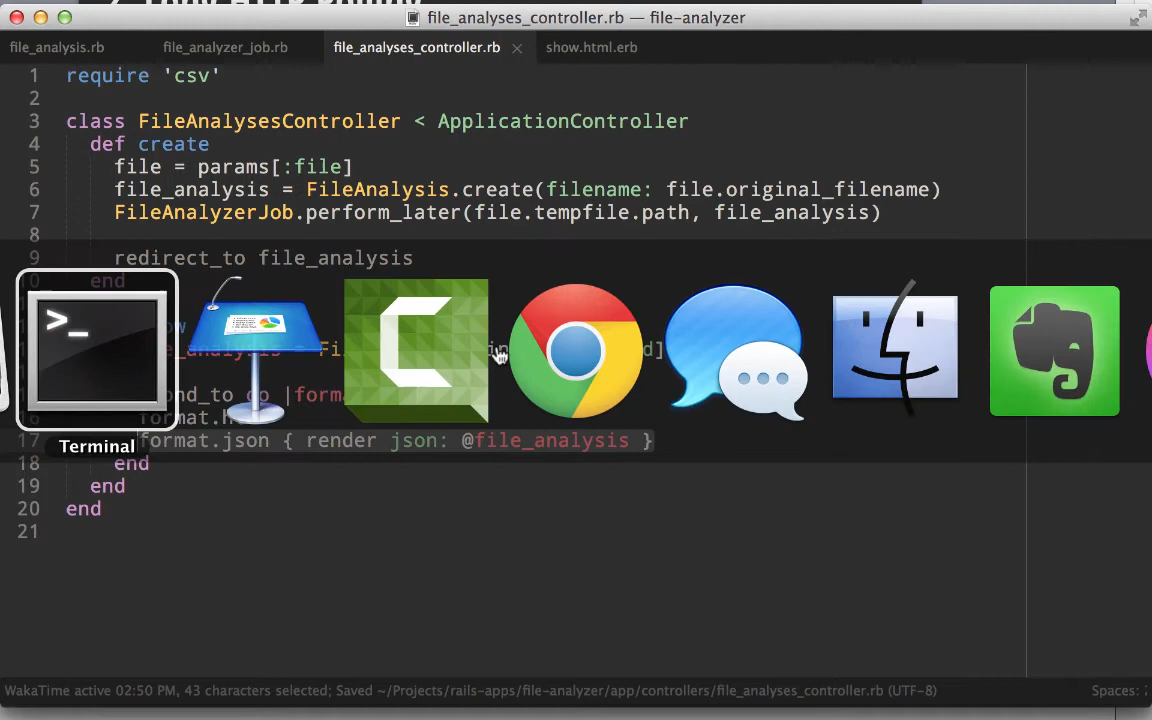 file_analyses_controller.rb — file-analyzer
file_analysis.rb
file_analyzer_job.rb
file_analyses_controller.rb
show.html.erb
1 require 'csv'
2
3 class FileAnalysesController < ApplicationController
4 def create
5 file = params[:file]
6 file_analysis = FileAnalysis.create(filename: file.original_filename)
7 FileAnalyzerJob.perform_later(file.tempfile.path, file_analysis)
8
9 redirect_to file_analysis
10 end
>_
Terminal
17 format.json { render json: @file_analysis }
18 end
19 end
20 end
21
WakaTime active 02:50 PM, 43 characters selected; Saved ~/Projects/rails-apps/file-analyzer/app/controllers/file_analyses_controller.rb (UTF-8)
Spaces: